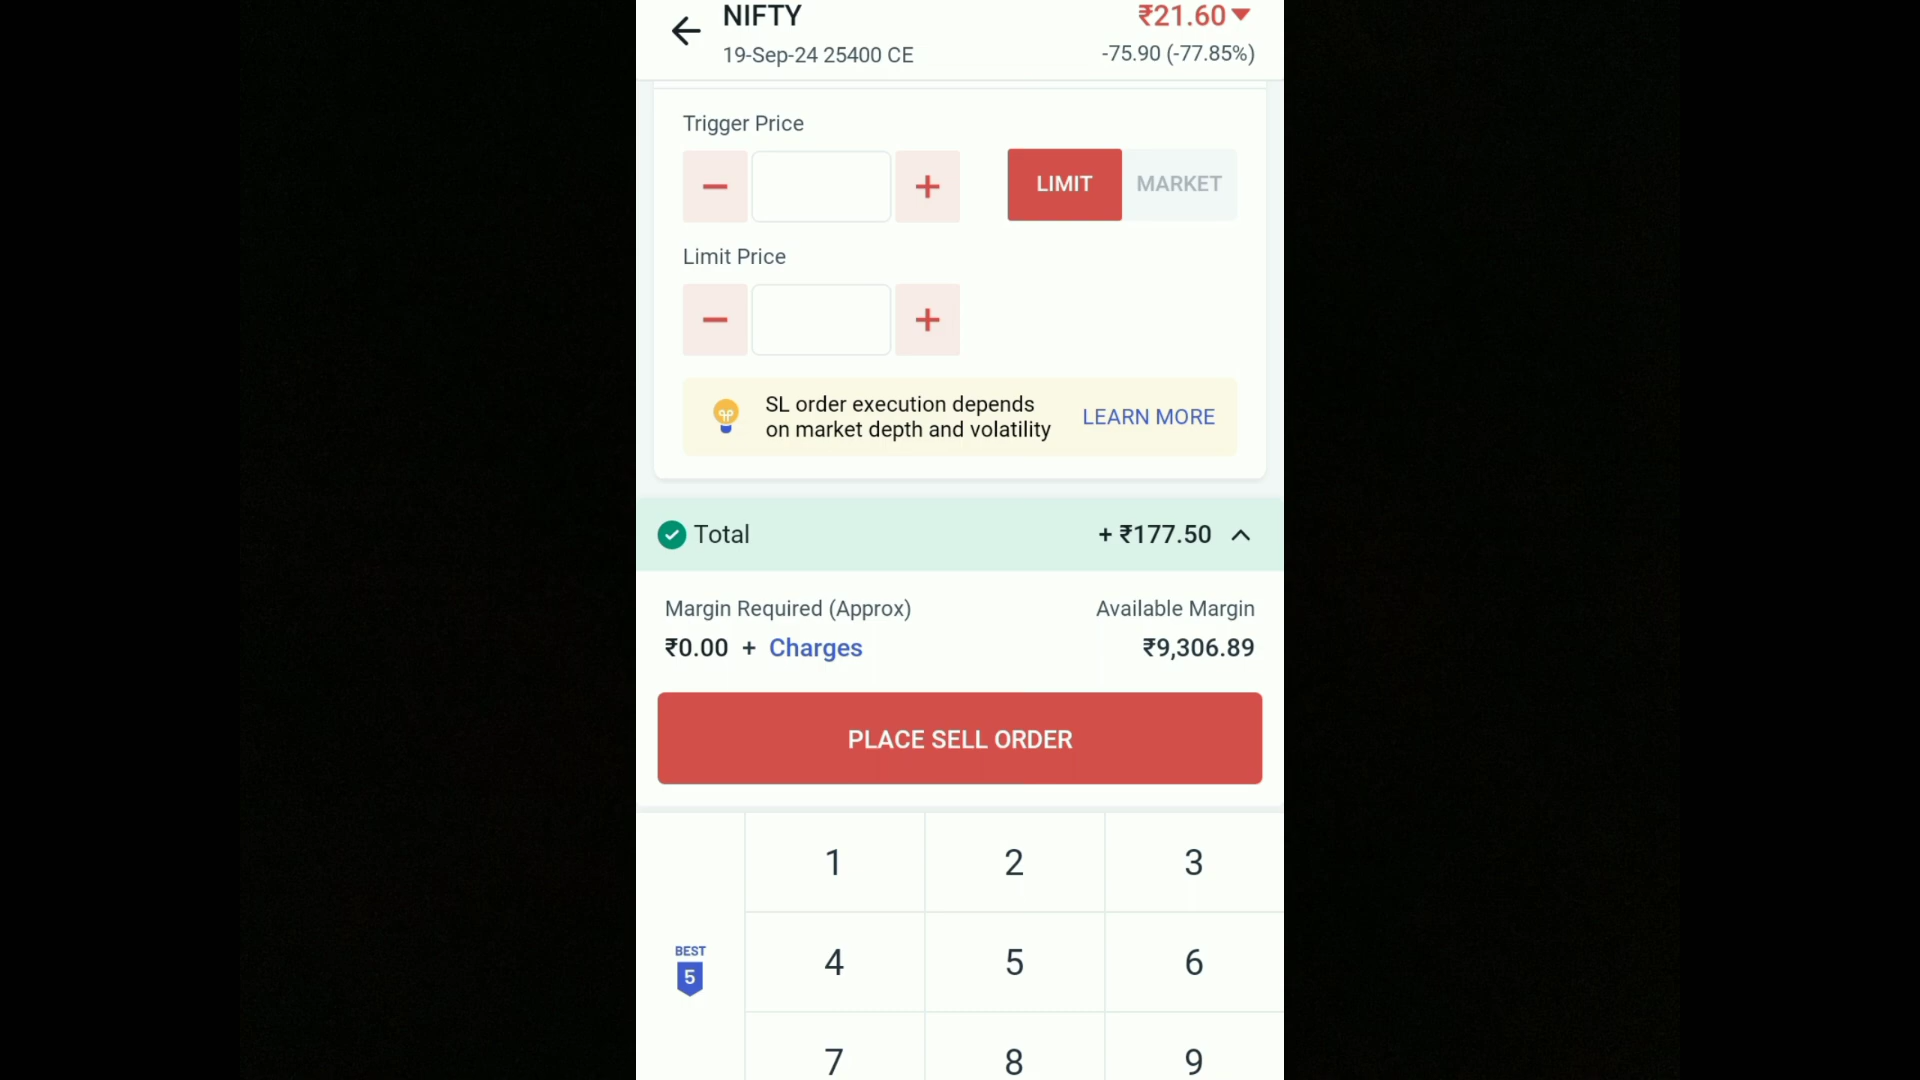 NIFTY
₹21.60
19-Sep-24 25400 CE
-75.90 (-77.85%)
Trigger Price
LIMIT
MARKET
Limit Price
SL order execution depends
on market depth and volatility
LEARN MORE
Total
+ ₹177.50
Margin Required (Approx)
Available Margin
₹0.00 + Charges
₹9,306.89
PLACE SELL ORDER
1 2 3
BEST
5
4 5 6
7 8 9